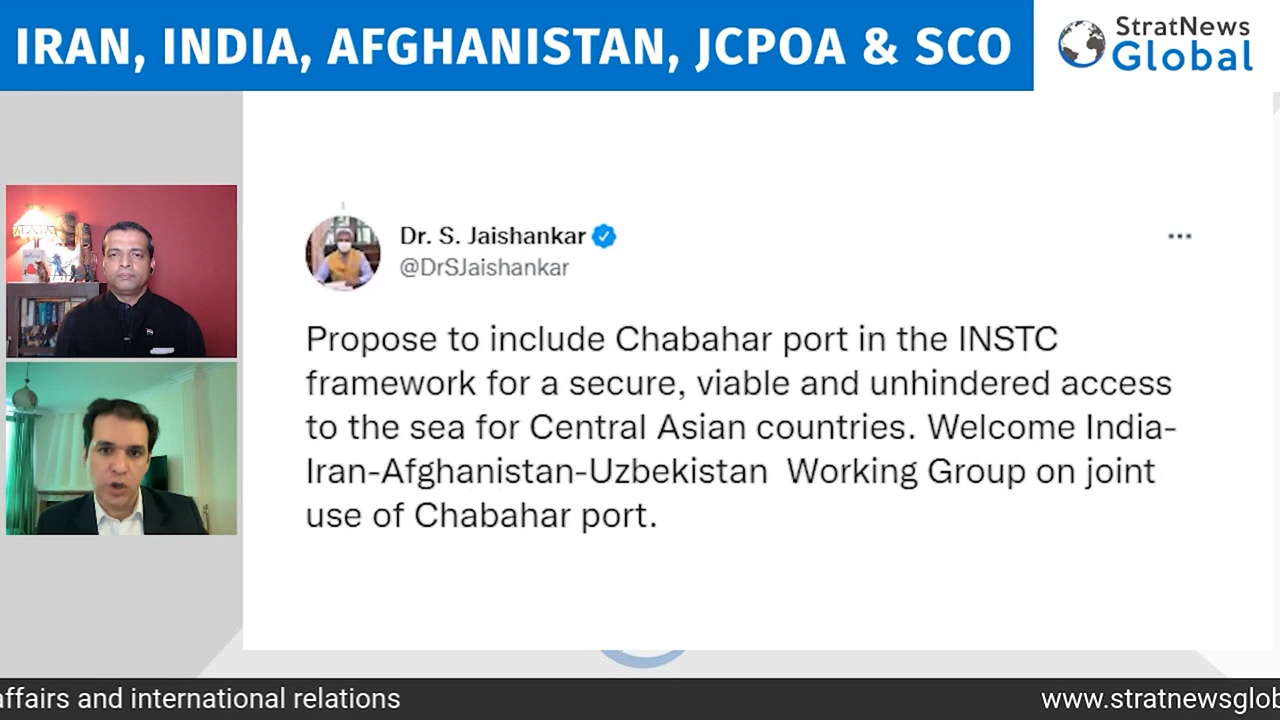 IRAN, INDIA, AFGHANISTAN, JCPOA & SCO
StratNews
Global
Dr. S. Jaishankar
@DrSJaishankar
Propose to include Chabahar port in the INSTC
framework for a secure, viable and unhindered access
to the sea for Central Asian countries. Welcome India-
Iran-Afghanistan-Uzbekistan Working Group on joint
use of Chabahar port.
affairs and international relations
www.stratnewsglob